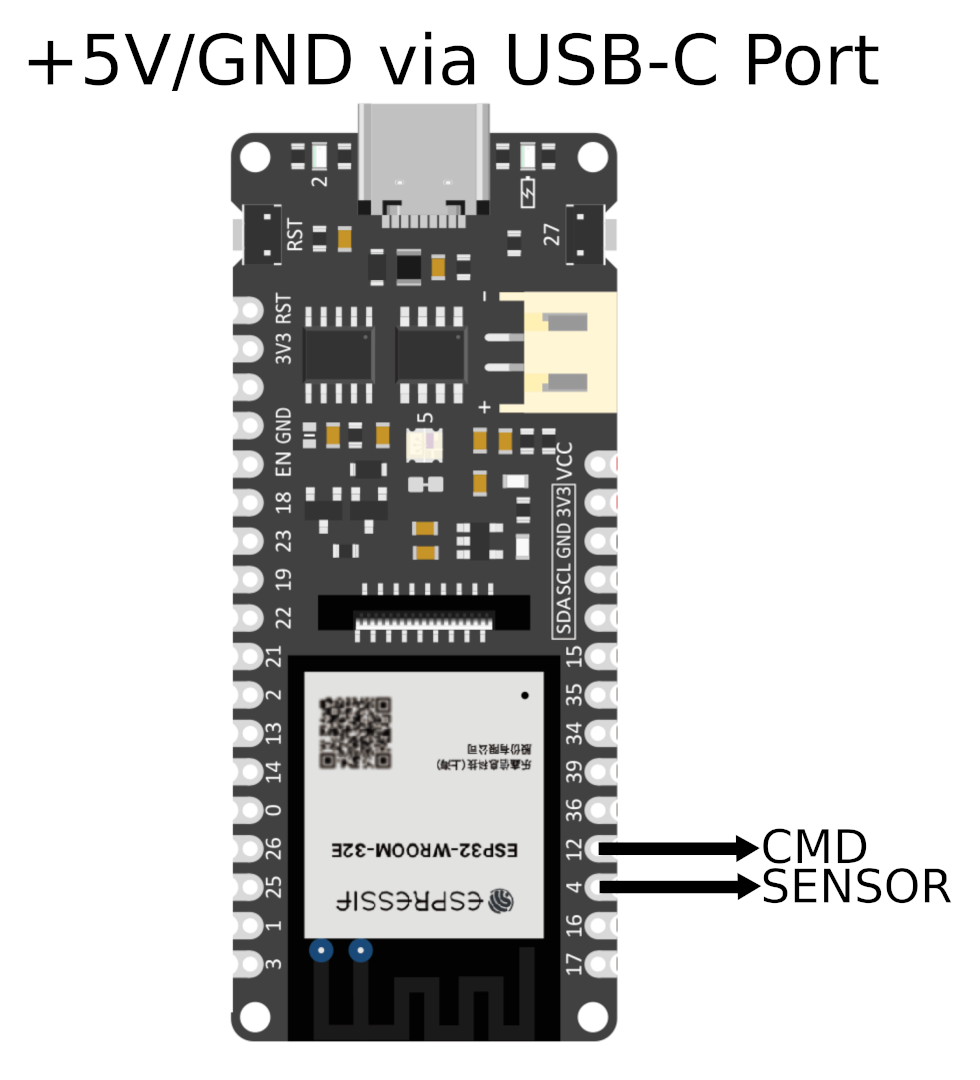 +5V/GND via USB-C Port
2
RST
27
RST
3V3
GND
EN
18
23
19
22
21
2
13
14
0
26
25
1
3
-
+
5
VCC
3V3
GND
SCL
SDA
15
35
34
39
36
12
4
16
17
CMD
SENSOR
乐鑫信息科技(上海)
股份有限公司
ESP32-WROOM-32E
ESPRESSIF